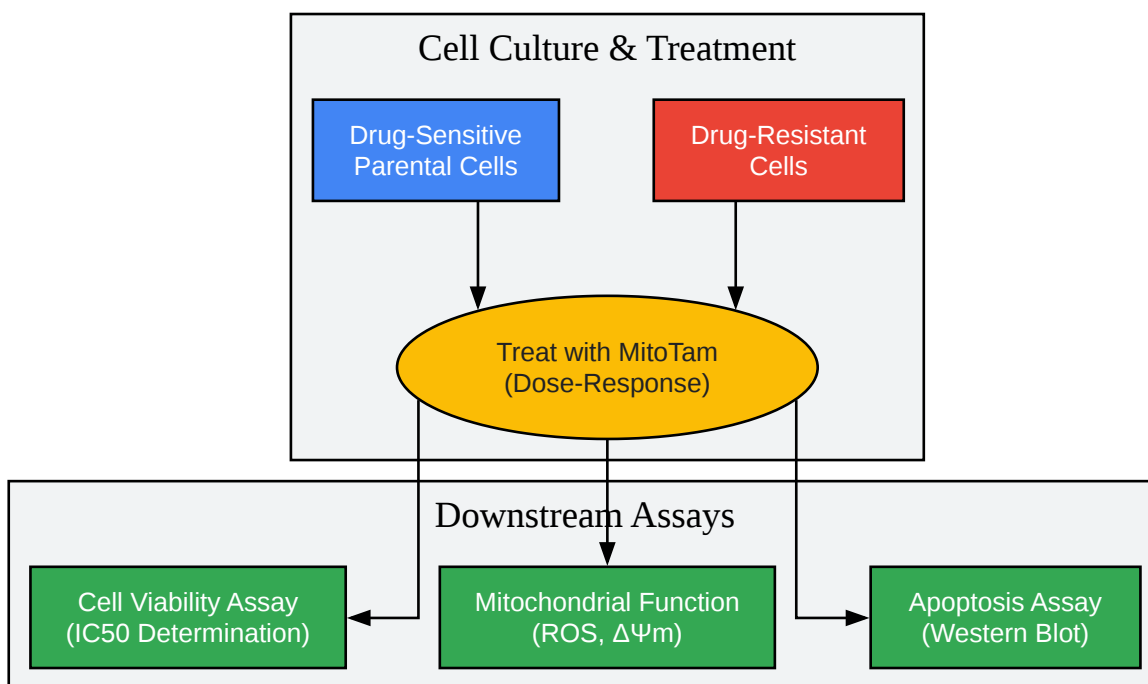 Cell Culture & Treatment
Drug-Sensitive
Parental Cells
Drug-Resistant
Cells
Treat with MitoTam
(Dose-Response)
Downstream Assays
Cell Viability Assay
(IC50 Determination)
Mitochondrial Function
(ROS, ΔΨm)
Apoptosis Assay
(Western Blot)